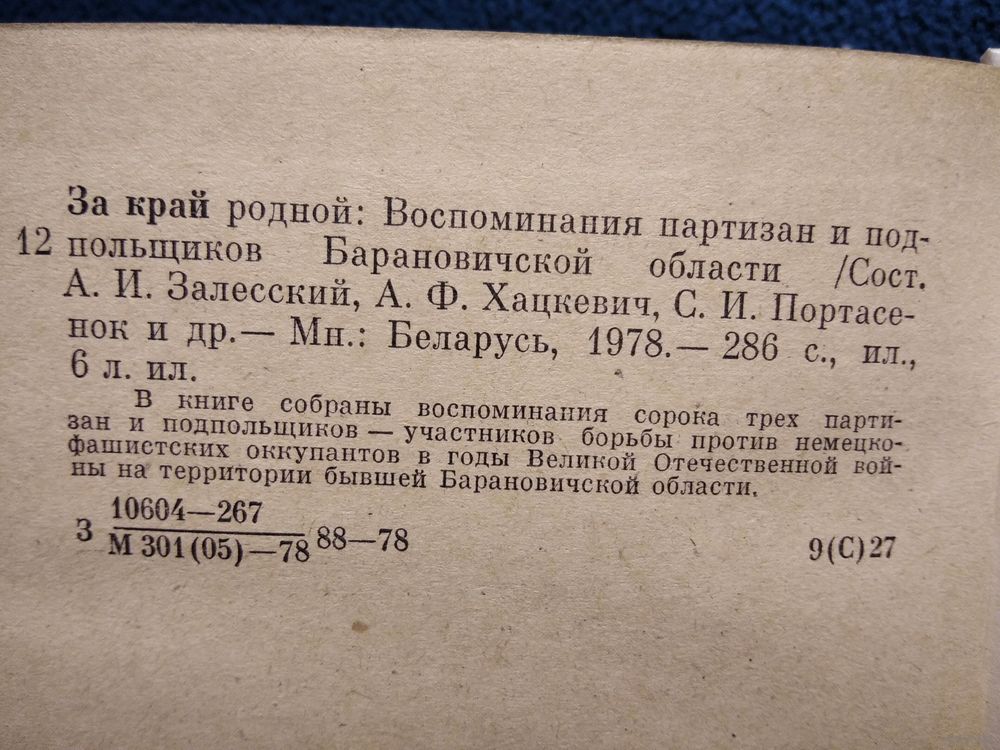 За край родной: Воспоминания партизан и под-
12 польщиков Барановичской области /Сост.
А. И. Залесский, А. Ф. Хацкевич, С. И. Портасе-
нок и др.— Мн.: Беларусь, 1978.— 286 с., ил.,
6 л. ил.
В книге собраны воспоминания сорока трех парти-
зан и подпольщиков — участников борьбы против немецко-
фашистских оккупантов в годы Великой Отечественной вой-
ны на территории бывшей Барановичской области.
10604—267
З М 301(05)—78 88—78 9(С)27